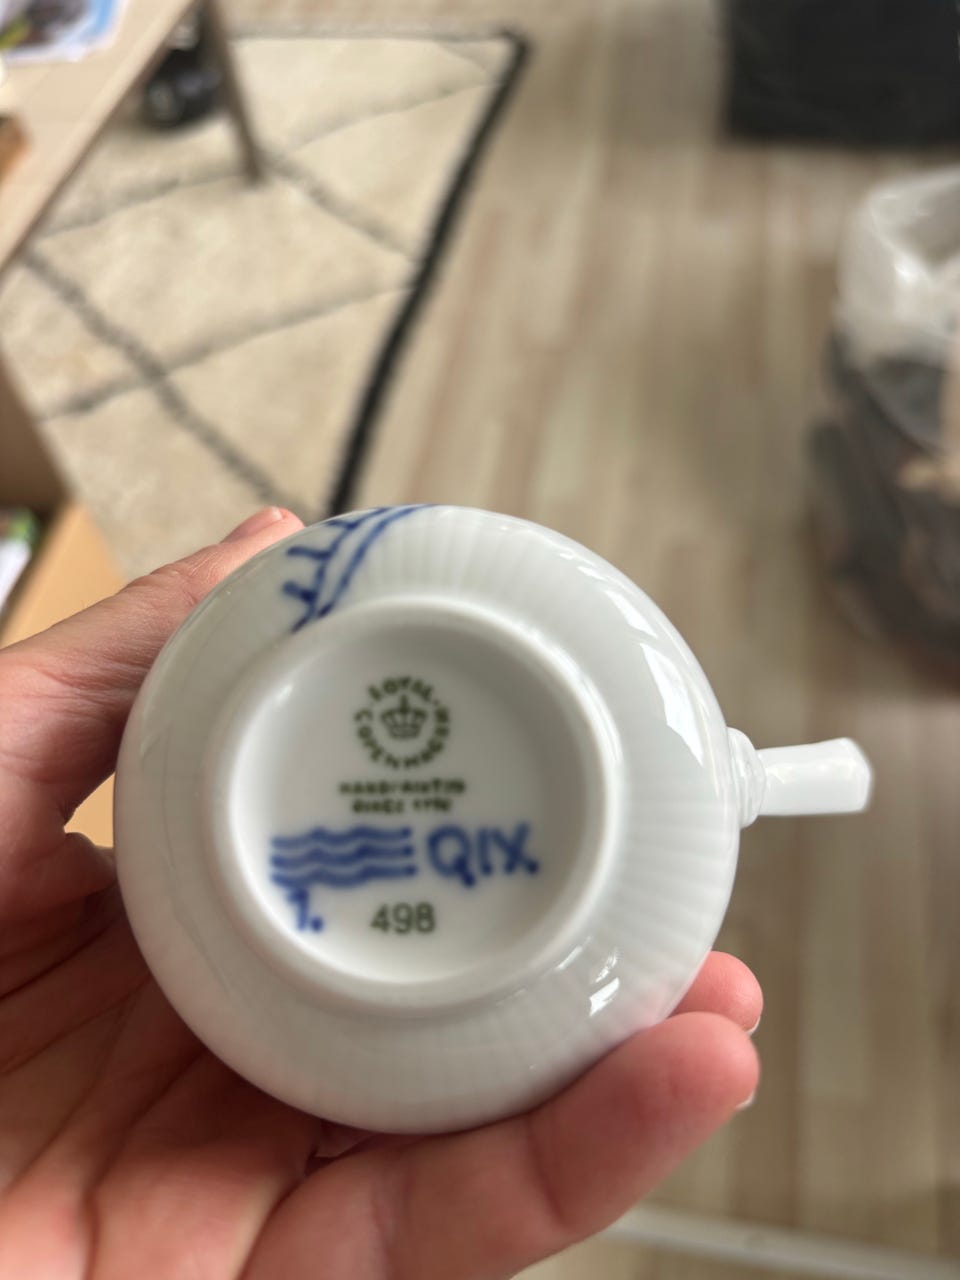 ROYAL
COPENHAGEN
HANDPAINTED
SINCE 1775
QIX.
1.
498